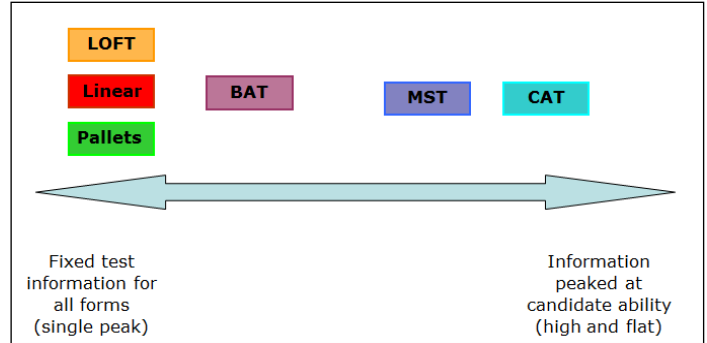 LOFT
Linear
Pallets
BAT
MST
CAT
Fixed test
information for
all forms
(single peak)
Information
peaked at
candidate ability
(high and flat)